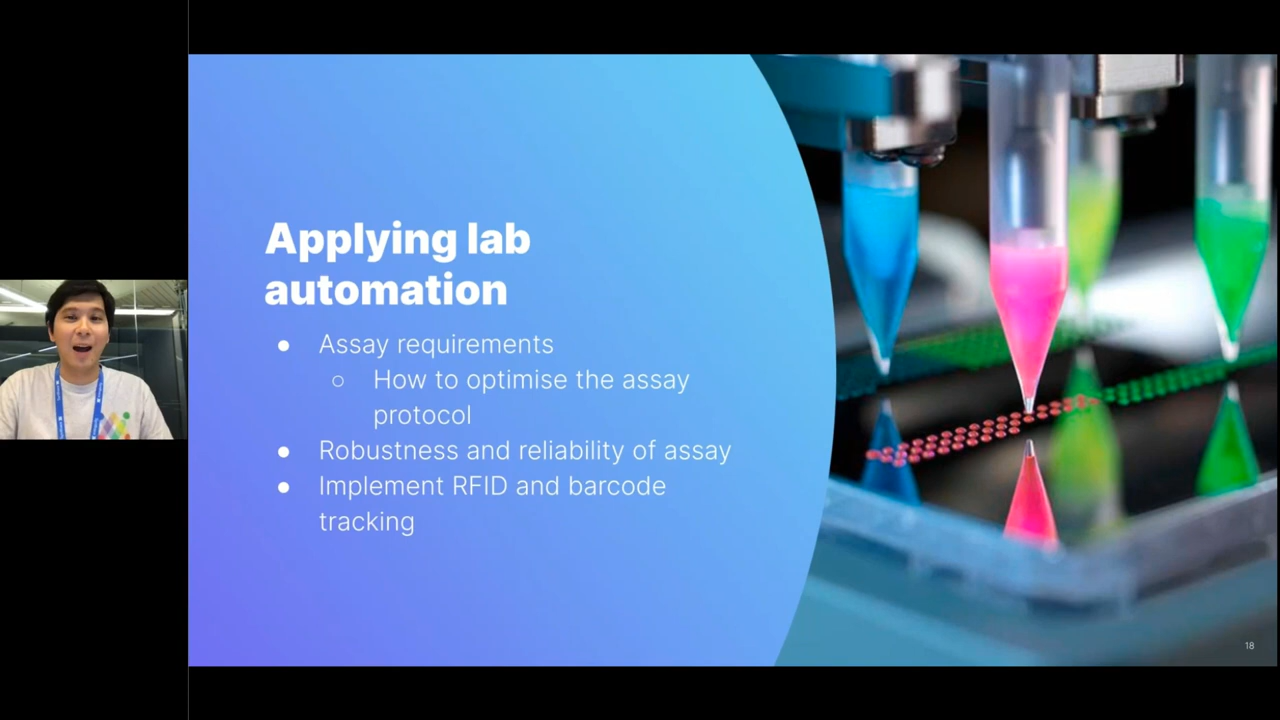 Applying lab
automation
● Assay requirements
○ How to optimise the assay
protocol
● Robustness and reliability of assay
● Implement RFID and barcode
tracking
18